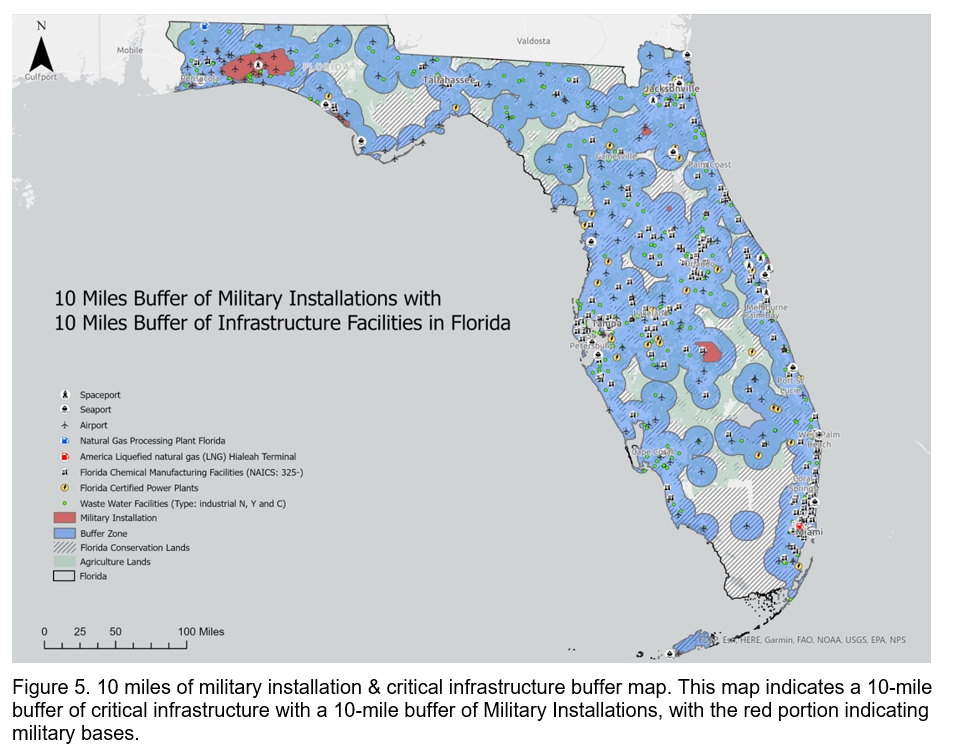 N
Mobile
Valdosta
Gulfport
Pensacola
FLORIDA
Tallahassee
Jacksonville
Gainesville
Palm Coast
Orlando
10 Miles Buffer of Military Installations with
10 Miles Buffer of Infrastructure Facilities in Florida
Melbourne
Palm Bay
Lakeland
Tampa
Petersburg
Port St
Lucie
West Palm
Beach
Cape Coral
Coral
Springs
Miami
Spaceport
Seaport
Airport
Natural Gas Processing Plant Florida
America Liquefied natural gas (LNG) Hialeah Terminal
Florida Chemical Manufacturing Facilities (NAICS: 325-)
Florida Certified Power Plants
Waste Water Facilities (Type: industrial N, Y and C)
Military Installation
Buffer Zone
Florida Conservation Lands
Agriculture Lands
Florida
0 25 50 100 Miles
Esri, HERE, Garmin, FAO, NOAA, USGS, EPA, NPS
Figure 5. 10 miles of military installation & critical infrastructure buffer map. This map indicates a 10-mile
buffer of critical infrastructure with a 10-mile buffer of Military Installations, with the red portion indicating
military bases.